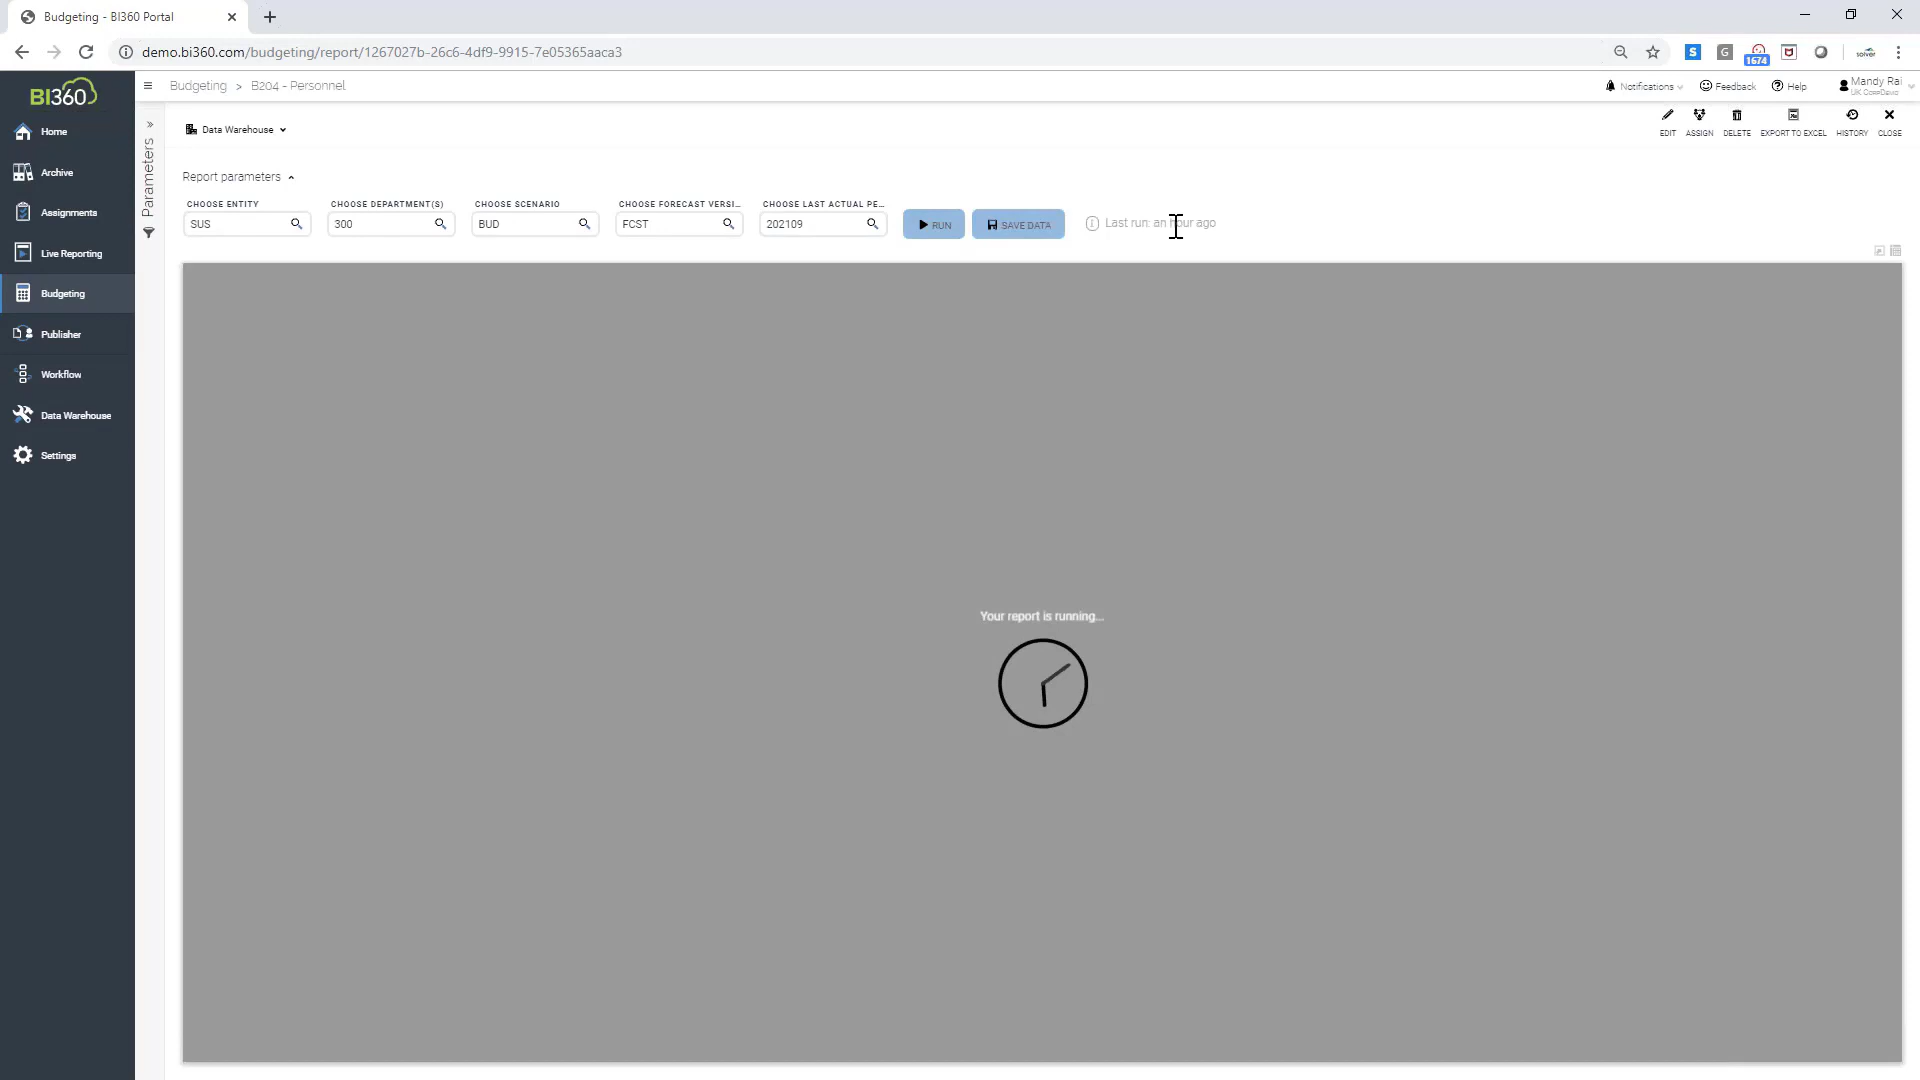 Budgeting - BI360 Portal
demo.bi360.com/budgeting/report/1267027b-26c6-4df9-9915-7e05365aaca3
S
G
1674
solver
BI360
Budgeting > B204 - Personnel
Notifications
Feedback
Help
Mandy Rai
UK CorpDemo
Home
Archive
Assignments
Live Reporting
Budgeting
Publisher
Workflow
Data Warehouse
Settings
Parameters
Data Warehouse
EDIT
ASSIGN
DELETE
EXPORT TO EXCEL
HISTORY
CLOSE
Report parameters
CHOOSE ENTITY
SUS
CHOOSE DEPARTMENT(S)
300
CHOOSE SCENARIO
BUD
CHOOSE FORECAST VERSI...
FCST
CHOOSE LAST ACTUAL PE...
202109
RUN
SAVE DATA
Last run: an hour ago
Your report is running...